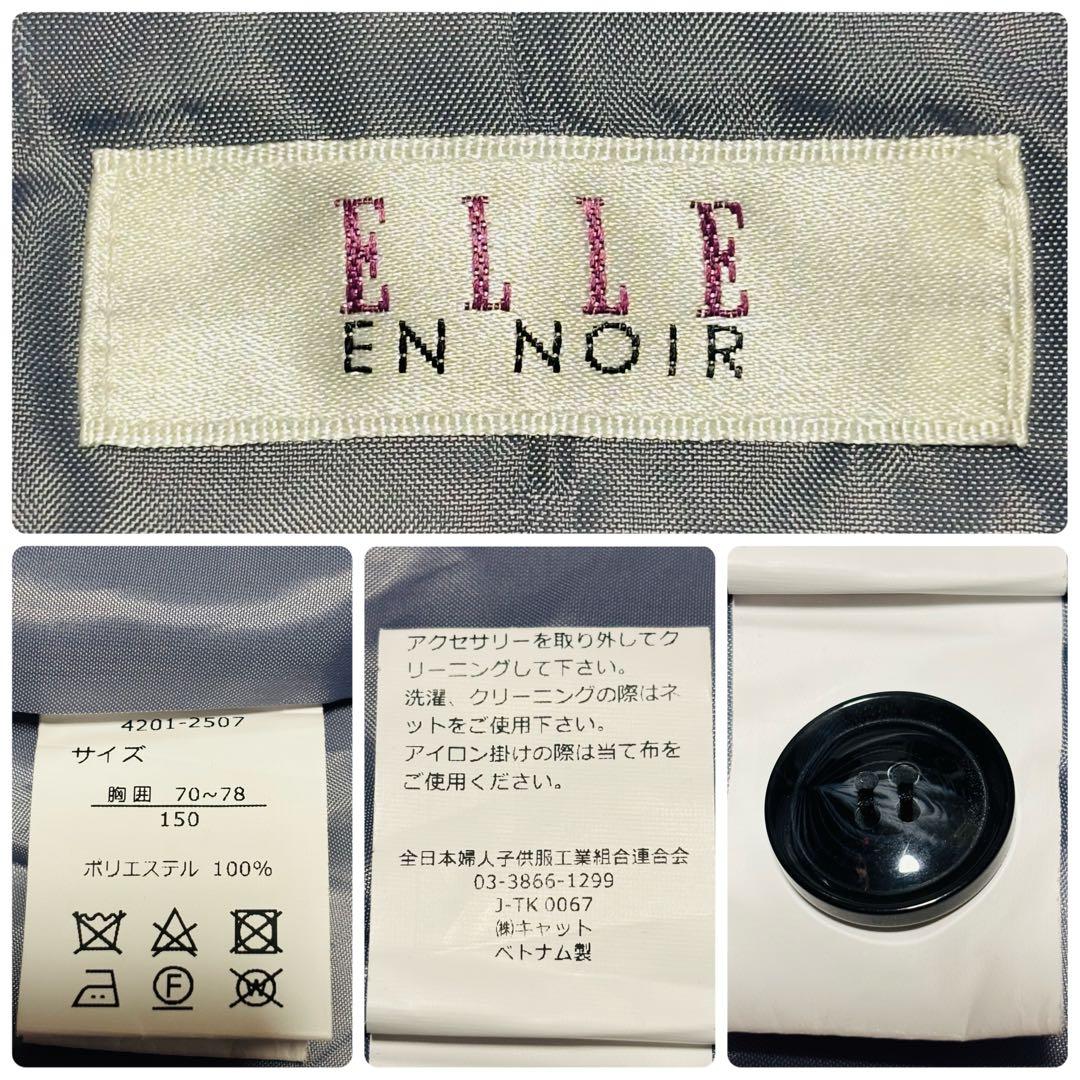 ELLE
EN NOIR
4201-2507
サイズ
胸囲 70~78
150
ポリエステル 100%
F
W
アクセサリーを取り外してク
リーニングして下さい。
洗濯、クリーニングの際はネ
ットをご使用下さい。
アイロン掛けの際は当て布を
ご使用ください。
全日本婦人子供服工業組合連合会
03-3866-1299
J-TK 0067
㈱キャット
ベトナム製